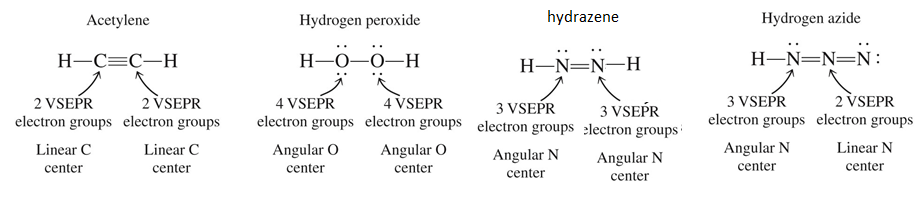 Acetylene
H—C≡C—H
2 VSEPR
electron groups
2 VSEPR
electron groups
Linear C
center
Linear C
center
Hydrogen peroxide
H—O—O—H
4 VSEPR
electron groups
4 VSEPR
electron groups
Angular O
center
Angular O
center
hydrazene
H—N=N—H
3 VSEPR
electron groups
3 VSEPR
electron groups
Angular N
center
Angular N
center
Hydrogen azide
H—N=N=N:
3 VSEPR
electron groups
2 VSEPR
electron groups
Angular N
center
Linear N
center